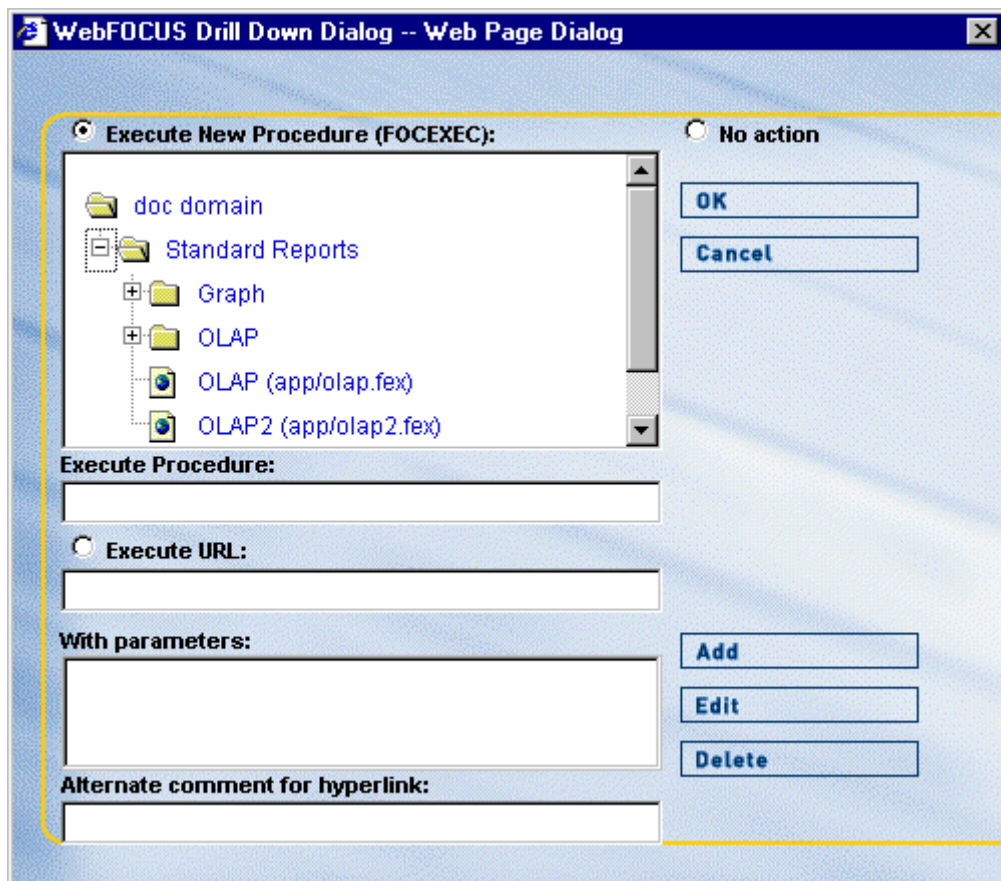 WebFOCUS Drill Down Dialog -- Web Page Dialog
Execute New Procedure (FOCEXEC):
No action
doc domain
Standard Reports
Graph
OLAP
OLAP (app/olap.fex)
OLAP2 (app/olap2.fex)
OK
Cancel
Execute Procedure:
Execute URL:
With parameters:
Add
Edit
Delete
Alternate comment for hyperlink: